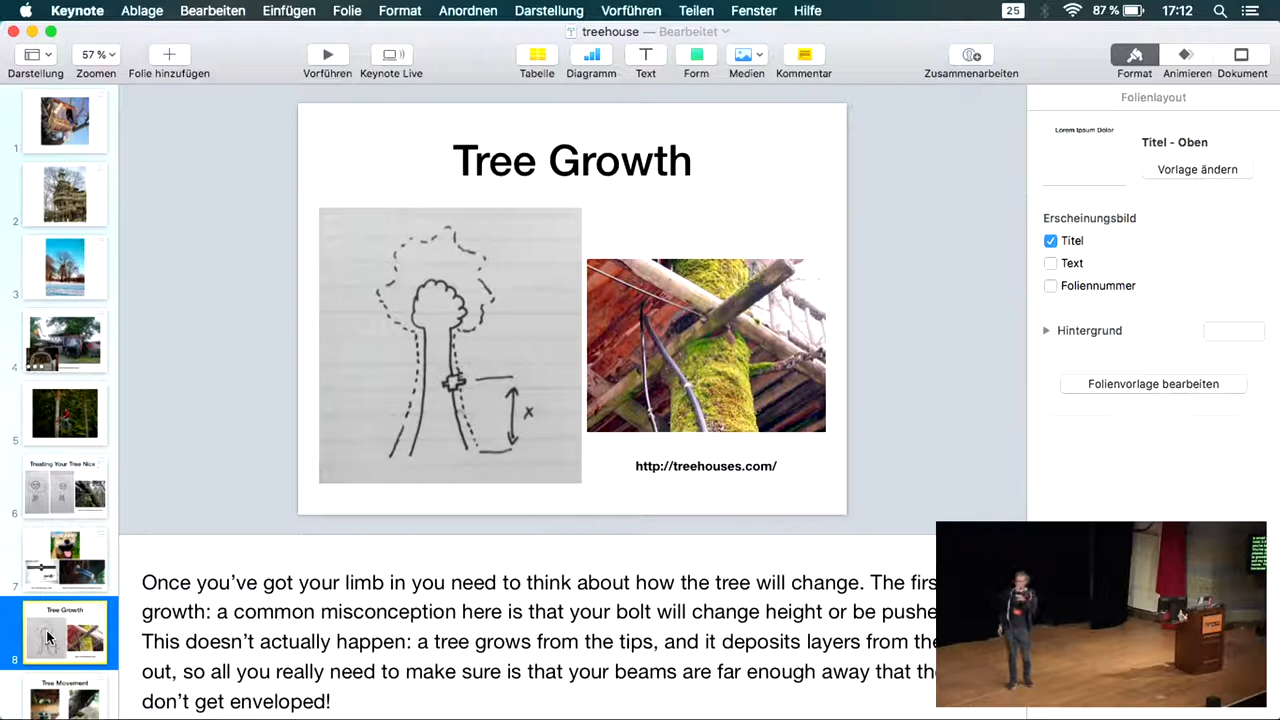 Keynote Ablage Bearbeiten Einfügen Folie Format Anordnen Darstellung Vorführen Teilen Fenster Hilfe 25 87 % 17:12
treehouse — Bearbeitet
57 %
Darstellung Zoomen Folie hinzufügen Vorführen Keynote Live Tabelle Diagramm Text Form Medien Kommentar Zusammenarbeiten Format Animieren Dokument
1
2
3
4
5
Treating Your Tree Nice
6
7
Tree Growth
8
Tree Movement
Tree Growth
x
http://treehouses.com/
Once you've got your limb in you need to think about how the tree will change. The firs
growth: a common misconception here is that your bolt will change height or be pushe
This doesn't actually happen: a tree grows from the tips, and it deposits layers from the
out, so all you really need to make sure is that your beams are far enough away that the
don't get enveloped!
Folienlayout
Lorem Ipsum Dolor
Titel - Oben
Vorlage ändern
Erscheinungsbild
Titel
Text
Foliennummer
Hintergrund
Folienvorlage bearbeiten